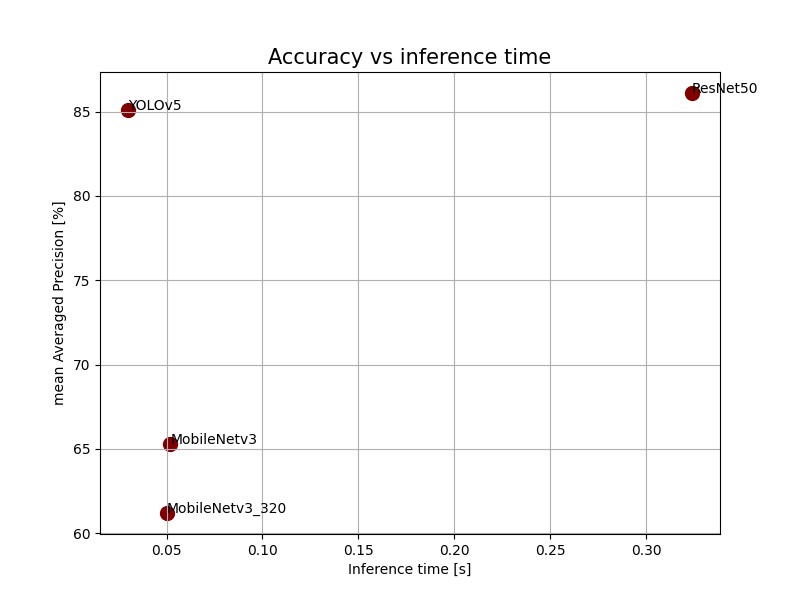 Accuracy vs inference time
YOLOv5
ResNet50
MobileNetv3
MobileNetv3_320
85
80
75
70
65
60
mean Averaged Precision [%]
0.05 0.10 0.15 0.20 0.25 0.30
Inference time [s]